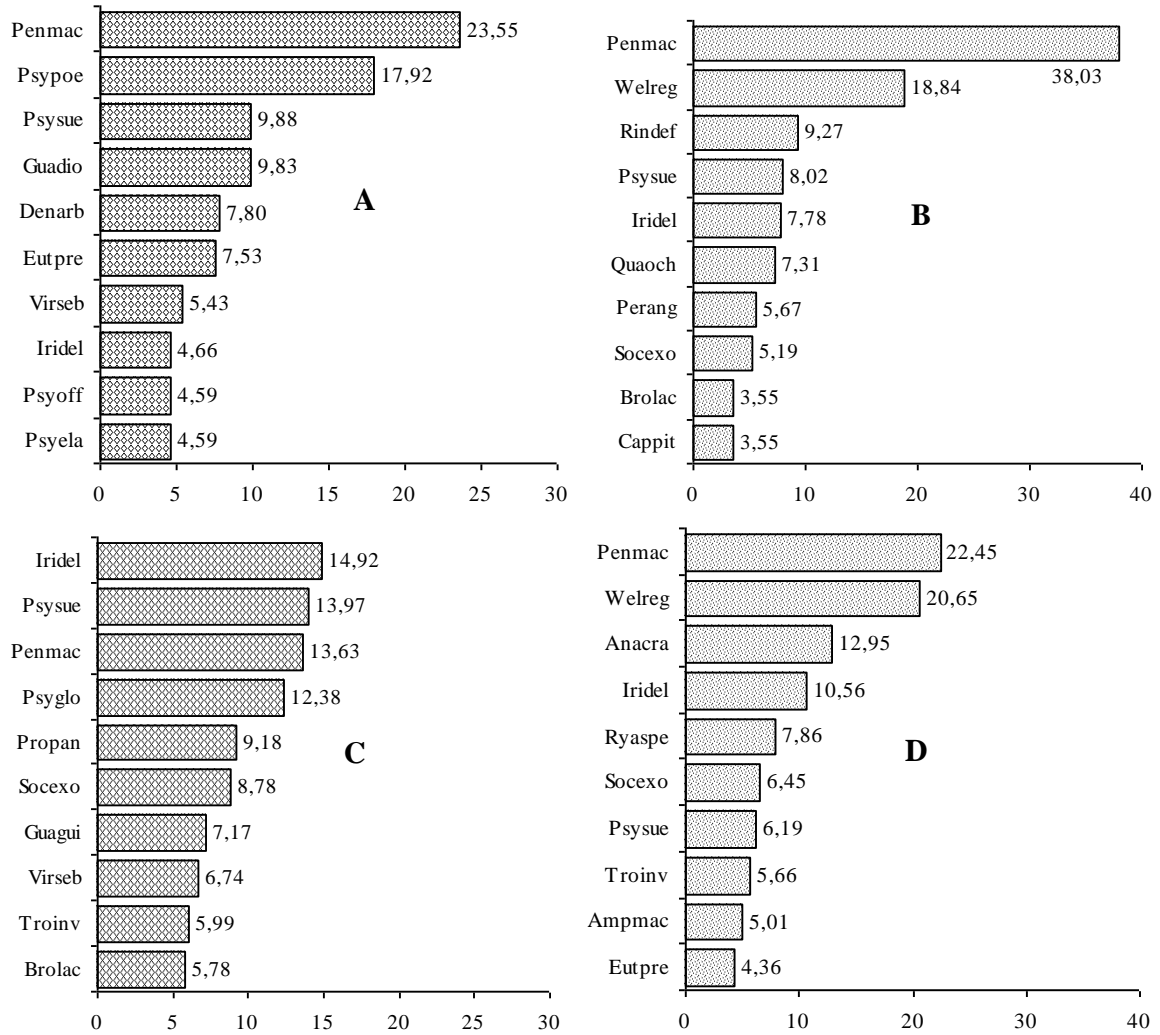 Penmac 23,55
Psypoe 17,92
Psysue 9,88
Guadio 9,83
Denarb 7,80
Eutpre 7,53
Virseb 5,43
Iridel 4,66
Psyoff 4,59
Psyela 4,59
A
0 5 10 15 20 25 30
Penmac 38,03
Welreg 18,84
Rindef 9,27
Psysue 8,02
Iridel 7,78
Quaoch 7,31
Perang 5,67
Socexo 5,19
Brolac 3,55
Cappit 3,55
B
0 10 20 30 40
Iridel 14,92
Psysue 13,97
Penmac 13,63
Psyglo 12,38
Propan 9,18
Socexo 8,78
Guagui 7,17
Virseb 6,74
Troinv 5,99
Brolac 5,78
C
0 5 10 15 20 25 30
Penmac 22,45
Welreg 20,65
Anacra 12,95
Iridel 10,56
Ryaspe 7,86
Socexo 6,45
Psysue 6,19
Troinv 5,66
Ampmac 5,01
Eutpre 4,36
D
0 10 20 30 40